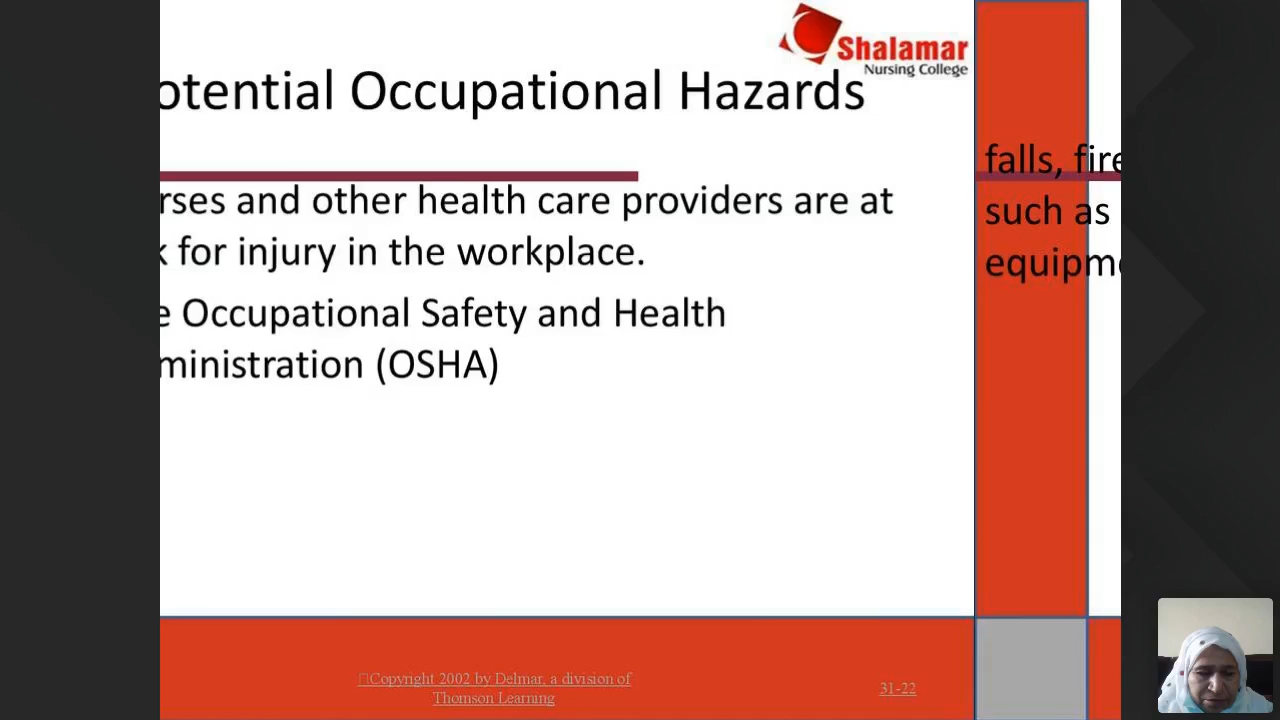 Shalamar
Nursing College
otential Occupational Hazards
rses and other health care providers are at
k for injury in the workplace.
e Occupational Safety and Health
ministration (OSHA)
falls, fire
such as
equipme
Copyright 2002 by Delmar, a division of
Thomson Learning
31-22